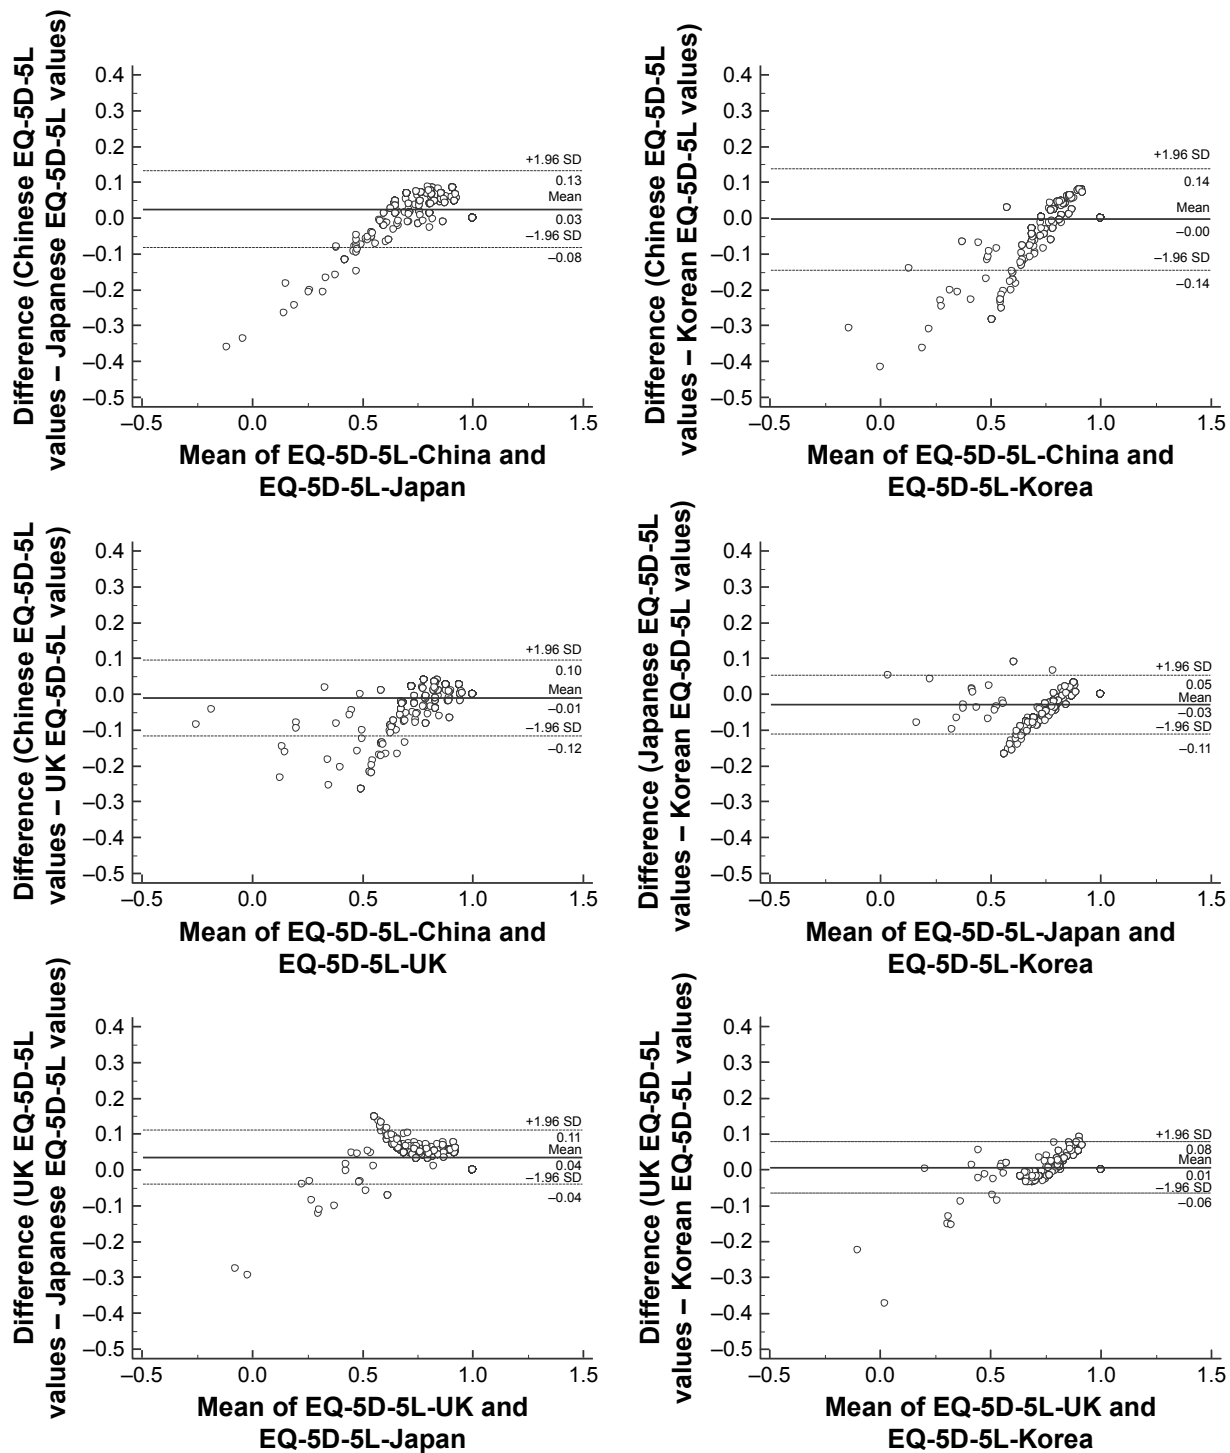 Difference (Chinese EQ-5D-5L
values – Japanese EQ-5D-5L values)
0.4
0.3
0.2
0.1
0.0
–0.1
–0.2
–0.3
–0.4
–0.5
+1.96 SD
0.13
Mean
0.03
–1.96 SD
–0.08
–0.5 0.0 0.5 1.0 1.5
Mean of EQ-5D-5L-China and
EQ-5D-5L-Japan
Difference (Chinese EQ-5D-5L
values – Korean EQ-5D-5L values)
0.4
0.3
0.2
0.1
0.0
–0.1
–0.2
–0.3
–0.4
–0.5
+1.96 SD
0.14
Mean
–0.00
–1.96 SD
–0.14
–0.5 0.0 0.5 1.0 1.5
Mean of EQ-5D-5L-China and
EQ-5D-5L-Korea
Difference (Chinese EQ-5D-5L
values – UK EQ-5D-5L values)
0.4
0.3
0.2
0.1
0.0
–0.1
–0.2
–0.3
–0.4
–0.5
+1.96 SD
0.10
Mean
–0.01
–1.96 SD
–0.12
–0.5 0.0 0.5 1.0 1.5
Mean of EQ-5D-5L-China and
EQ-5D-5L-UK
Difference (Japanese EQ-5D-5L
values – Korean EQ-5D-5L values)
0.4
0.3
0.2
0.1
0.0
–0.1
–0.2
–0.3
–0.4
–0.5
+1.96 SD
0.05
Mean
–0.03
–1.96 SD
–0.11
–0.5 0.0 0.5 1.0 1.5
Mean of EQ-5D-5L-Japan and
EQ-5D-5L-Korea
Difference (UK EQ-5D-5L
values – Japanese EQ-5D-5L values)
0.4
0.3
0.2
0.1
0.0
–0.1
–0.2
–0.3
–0.4
–0.5
+1.96 SD
0.11
Mean
0.04
–1.96 SD
–0.04
–0.5 0.0 0.5 1.0 1.5
Mean of EQ-5D-5L-UK and
EQ-5D-5L-Japan
Difference (UK EQ-5D-5L
values – Korean EQ-5D-5L values)
0.4
0.3
0.2
0.1
0.0
–0.1
–0.2
–0.3
–0.4
–0.5
+1.96 SD
0.08
Mean
0.01
–1.96 SD
–0.06
–0.5 0.0 0.5 1.0 1.5
Mean of EQ-5D-5L-UK and
EQ-5D-5L-Korea